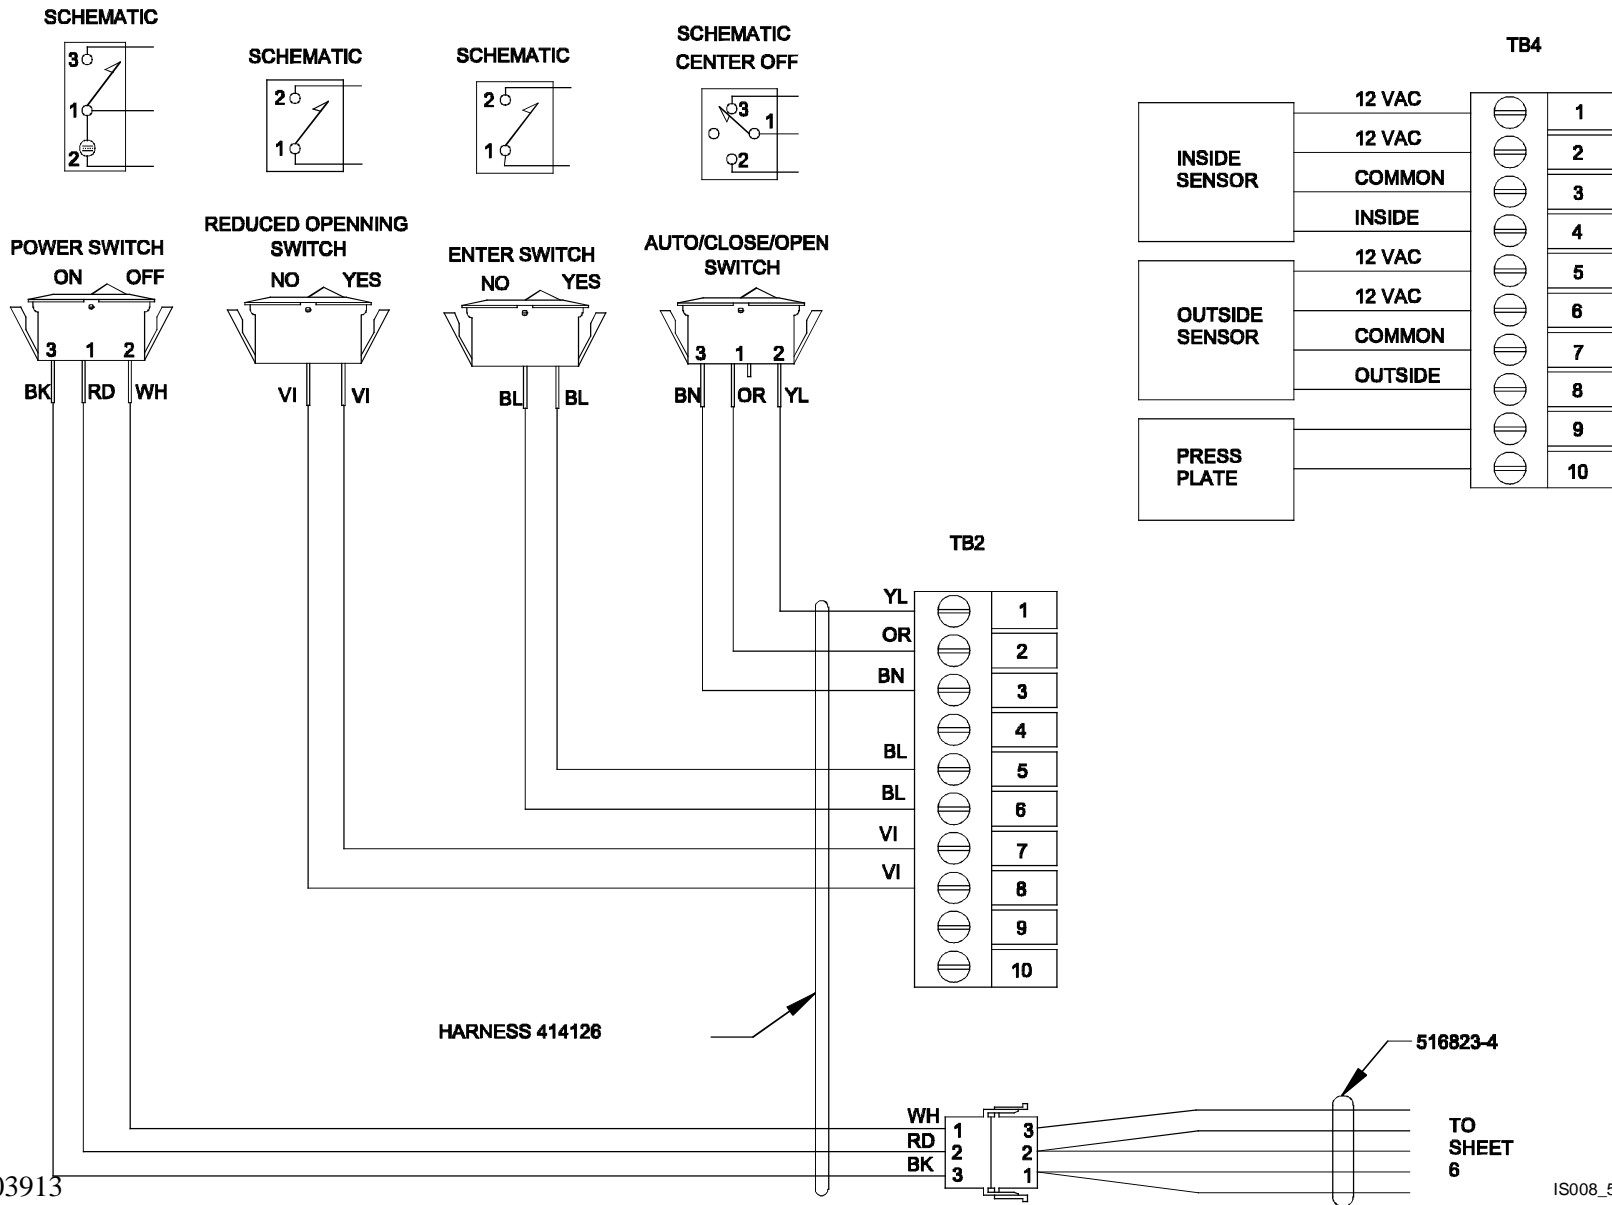 SCHEMATIC
3
1
2
SCHEMATIC
2
1
SCHEMATIC
2
1
SCHEMATIC
CENTER OFF
3
1
2
POWER SWITCH
ON OFF
3 1 2
BK RD WH
REDUCED OPENNING
SWITCH
NO YES
VI VI
ENTER SWITCH
NO YES
BL BL
AUTO/CLOSE/OPEN
SWITCH
3 1 2
BN OR YL
TB4
INSIDE
SENSOR
12 VAC 1
12 VAC 2
COMMON 3
INSIDE 4
OUTSIDE
SENSOR
12 VAC 5
12 VAC 6
COMMON 7
OUTSIDE 8
PRESS
PLATE
9
10
TB2
YL 1
OR 2
BN 3
4
BL 5
BL 6
VI 7
VI 8
9
10
HARNESS 414126
516823-4
WH 1 3
RD 2 2
BK 3 1
TO
SHEET
6
03913
IS008_5